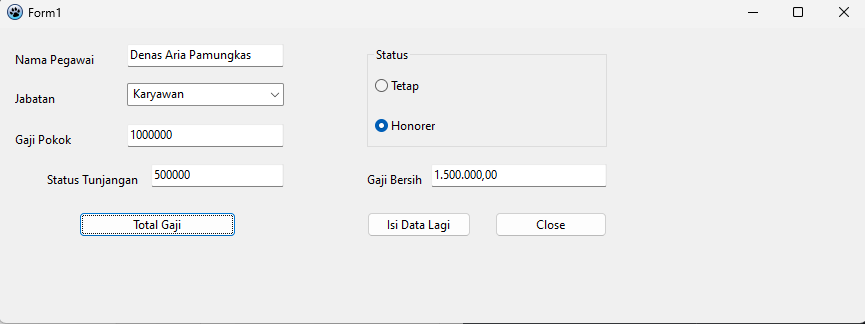 Form1
Nama Pegawai Denas Aria Pamungkas
Jabatan Karyawan
Gaji Pokok 1000000
Status Tunjangan 500000
Status
Tetap
Honorer
Gaji Bersih 1.500.000,00
Total Gaji Isi Data Lagi Close